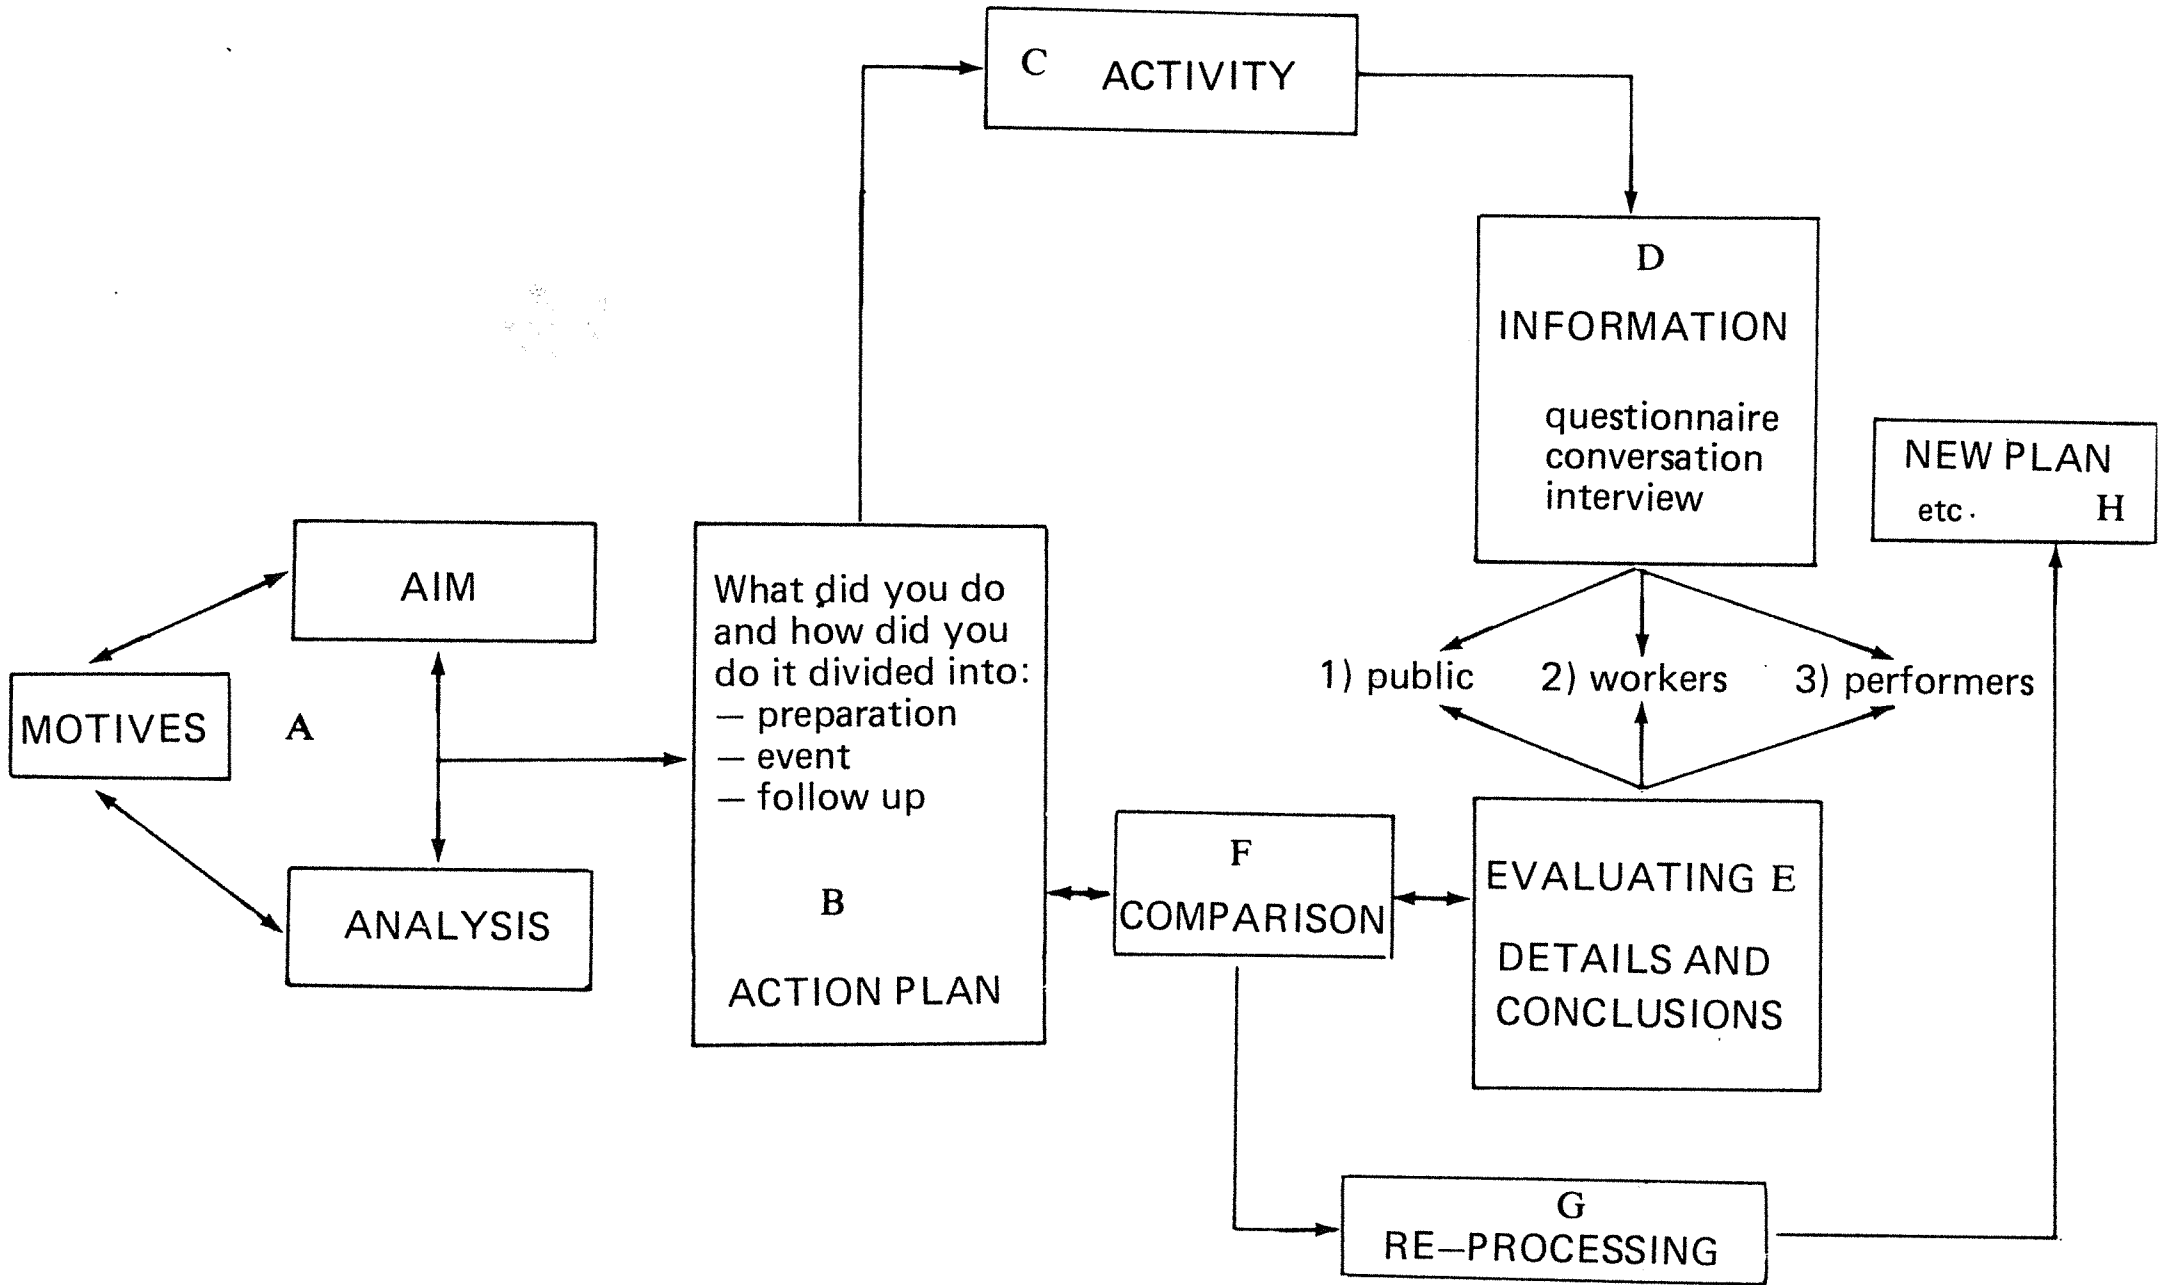 C ACTIVITY
D
INFORMATION
questionnaire
conversation
interview
NEW PLAN
etc. H
AIM
MOTIVES
A
ANALYSIS
What did you do
and how did you
do it divided into:
— preparation
— event
— follow up
B
ACTION PLAN
1) public 2) workers 3) performers
F
COMPARISON
EVALUATING E
DETAILS AND
CONCLUSIONS
G
RE–PROCESSING